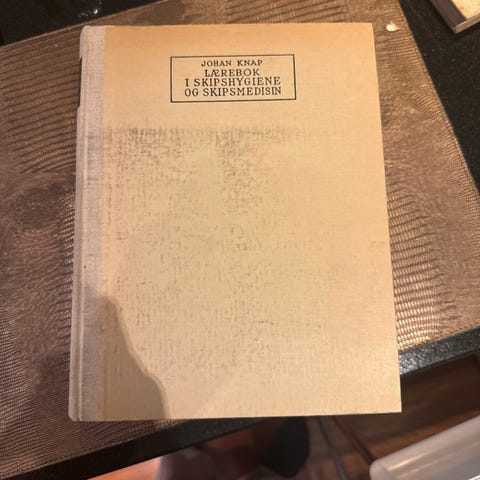 JOHAN KNAP
LÆREBOK
I SKIPSHYGIENE
OG SKIPSMEDISIN